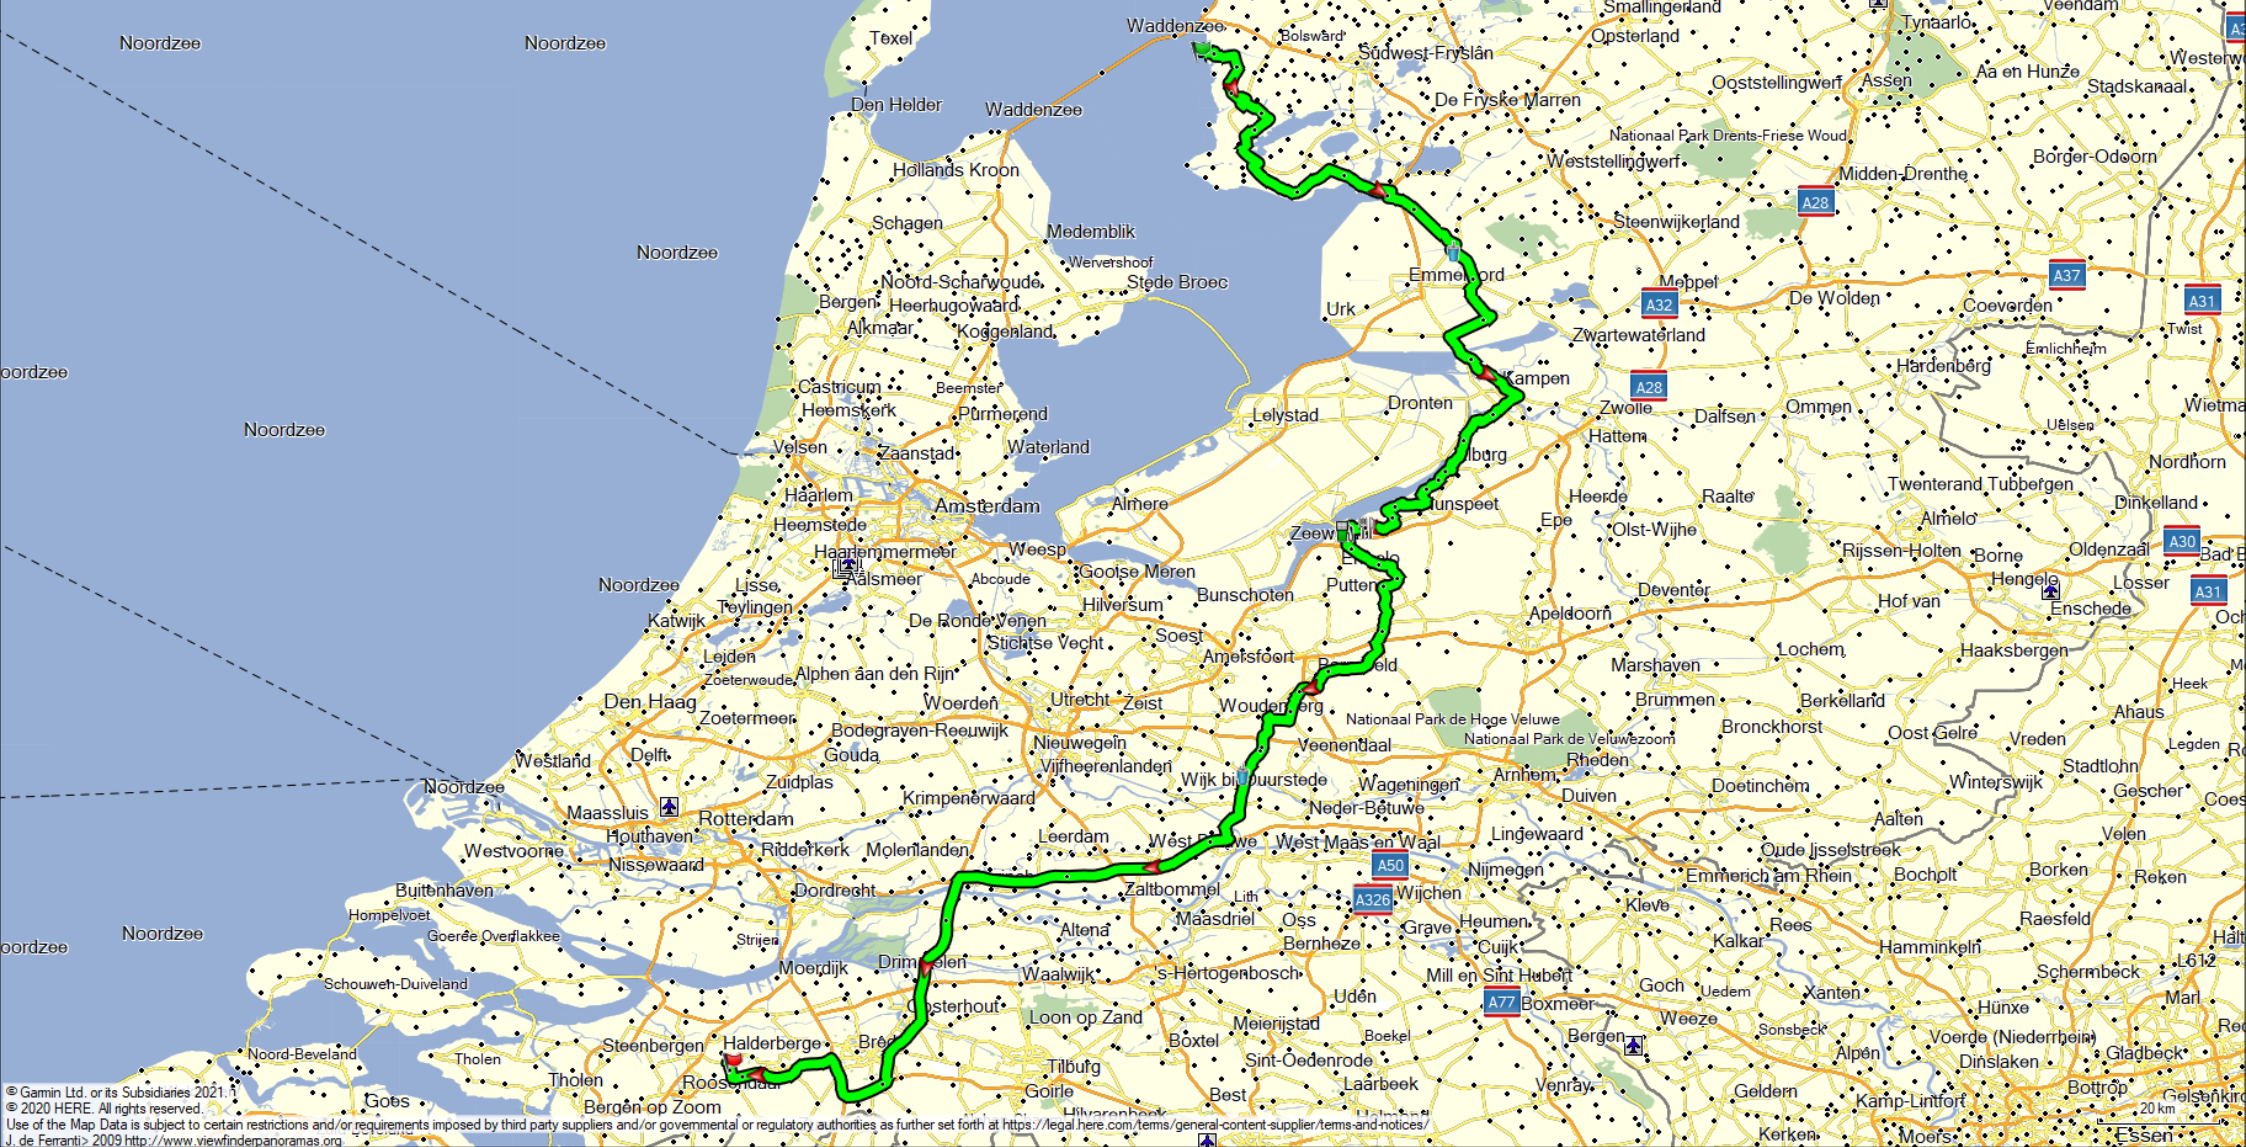 Smallingerland
Veendam
Waddenzee
Noordzee
Noordzee
Texel
Bolsward
Opsterland
Tynaarlo
Súdwest-Fryslân
Aa en Hunze
Assen
Ooststellingwerf
Stadskanaal
Den Helder
Waddenzee
De Fryske Marren
Nationaal Park Drents-Friese Woud
Weststellingwerf
Borger-Odoorn
Hollands Kroon
Midden-Drenthe
A28
Schagen
Steenwijkerland
Medemblik
Noordzee
Wervershoof
Emmeloord
A37
Noord-Scharwoude
Stede Broec
Meppel
A32
A31
De Wolden
Bergen
Heerhugowaard
Urk
Coevorden
Alkmaar
Koggenland
Zwartewaterland
Twist
Emlichheim
Hardenberg
oordzee
Kampen
A28
Castricum
Beemster
Dronten
Heemskerk
Purmerend
Lelystad
Zwolle
Dalfsen
Ommen
Noordzee
Uelsen
Hattem
Velsen
Waterland
Zaanstad
lburg
Nordhorn
Twenterand
Tubbergen
Haarlem
Almere
Heerde
Raalte
Dinkelland
Amsterdam
unspeet
Heemstede
Epe
Olst-Wijhe
Almelo
Zeew
A30
Haarlemmermeer
Weesp
Rijssen-Holten
Borne
Oldenzaal
Aalsmeer
Abcoude
Gooise Meren
Hengelo
Losser
Noordzee
Lisse
Putten
Deventer
A31
Bunschoten
Teylingen
Hilversum
Hof van
Enschede
Katwijk
De Ronde Venen
Apeldoorn
Soest
Stichtse Vecht
Leiden
Amersfoort
Lochem
Haaksbergen
Marshaven
Zoeterwoude
Alphen aan den Rijn
Heek
Den Haag
Utrecht
Zeist
Woerden
Brummen
Berkelland
Zoetermeer
Ahaus
Nationaal Park de Hoge Veluwe
Bodegraven-Reeuwijk
Bronckhorst
Oost Gelre
Nieuwegein
Veenendaal
Nationaal Park de Veluwezoom
Vreden
Legden
Delft
Gouda
Westland
Rheden
Vijfheerenlanden
Stadtlohn
Arnhem
Zuidplas
Wijk bij Duurstede
Wageningen
Doetinchem
Winterswijk
Noordzee
Gescher
Krimpenerwaard
Duiven
Maassluis
Neder-Betuwe
Rotterdam
Aalten
Houthaven
Leerdam
Lingewaard
Velen
Westvoorne
Ridderkerk
Molenlanden
West Maas en Waal
Oude Ijsselstreek
Nissewaard
A50
Nijmegen
Borken
Emmerich am Rhein
Bocholt
Reken
Buitenhaven
Dordrecht
Zaltbommel
Lith
A326
Wijchen
Kleve
Hompelvoet
Maasdriel
Oss
Heumen
Rees
Raesfeld
Noordzee
Goeree Overflakkee
Strijen
Altena
Grave
Bernheze
Cuijk
Kalkar
Hamminkeln
oordzee
Moerdijk
Waalwijk
's-Hertogenbosch
Mill en Sint Hubert
Schermbeck
L612
Schouwen-Duiveland
Goch
Uedem
Xanten
Uden
A77
Boxmeer
Marl
Oosterhout
Hünxe
Loon op Zand
Weeze
Meierijstad
Sonsbeck
Halderberge
Boxtel
Boekel
Bergen
Voerde (Niederrhein)
Steenbergen
Noord-Beveland
Tholen
Sint-Oedenrode
Alpen
Dinslaken
Gladbeck
Tilburg
Tholen
Laarbeek
Venray
Goirle
Geldern
Bottrop
Best
Kamp-Lintfort
Goes
Bergen op Zoom
20 km
Hilvarenbeek
Helmond
Kerken
Moers
Essen
© Garmin Ltd. or its Subsidiaries 2021.
© 2020 HERE. All rights reserved.
Use of the Map Data is subject to certain restrictions and/or requirements imposed by third party suppliers and/or governmental or regulatory authorities as further set forth at https://legal.here.com/terms/general-content-supplier/terms-and-notices/
J. de Ferranti> 2009 http://www.viewfinderpanoramas.org